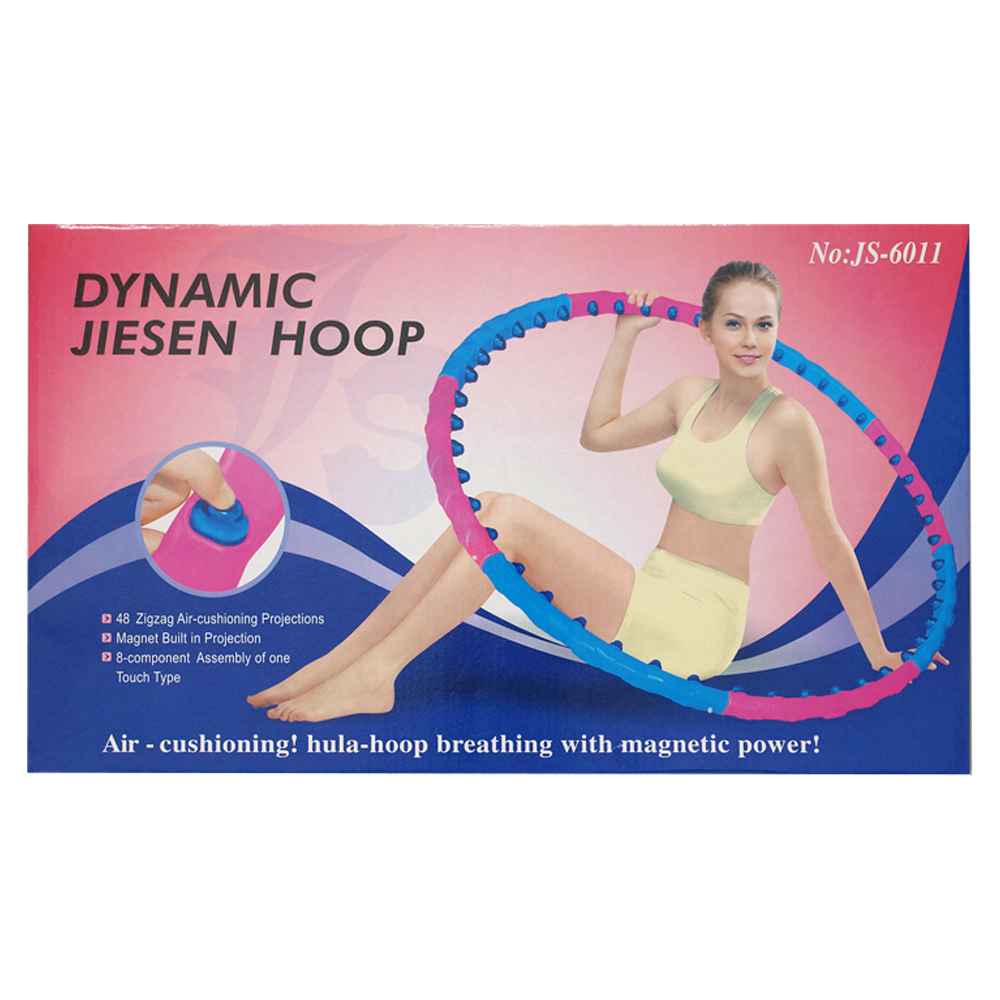 No:JS-6011
DYNAMIC
JIESEN HOOP
JS
48 Zigzag Air-cushioning Projections
Magnet Built in Projection
8-component Assembly of one
Touch Type
Air - cushioning! hula-hoop breathing with magnetic power!